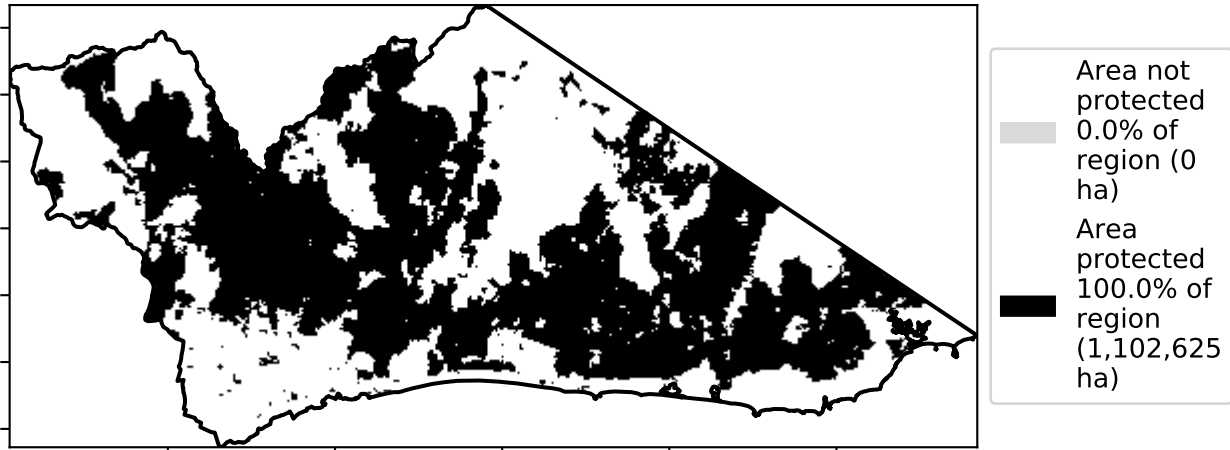 Area not
protected
0.0% of
region (0
ha)
Area
protected
100.0% of
region
(1,102,625
ha)